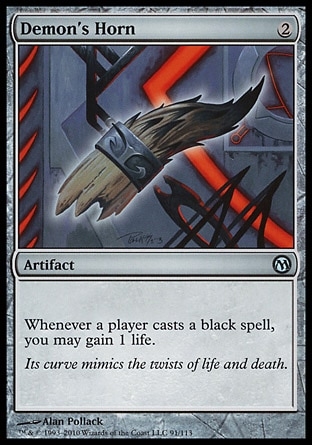 Demon's Horn 2
Artifact
Whenever a player casts a black spell,
you may gain 1 life.
Its curve mimics the twists of life and death.
Alan Pollack
™ & © 1993–2010 Wizards of the Coast LLC 91/113